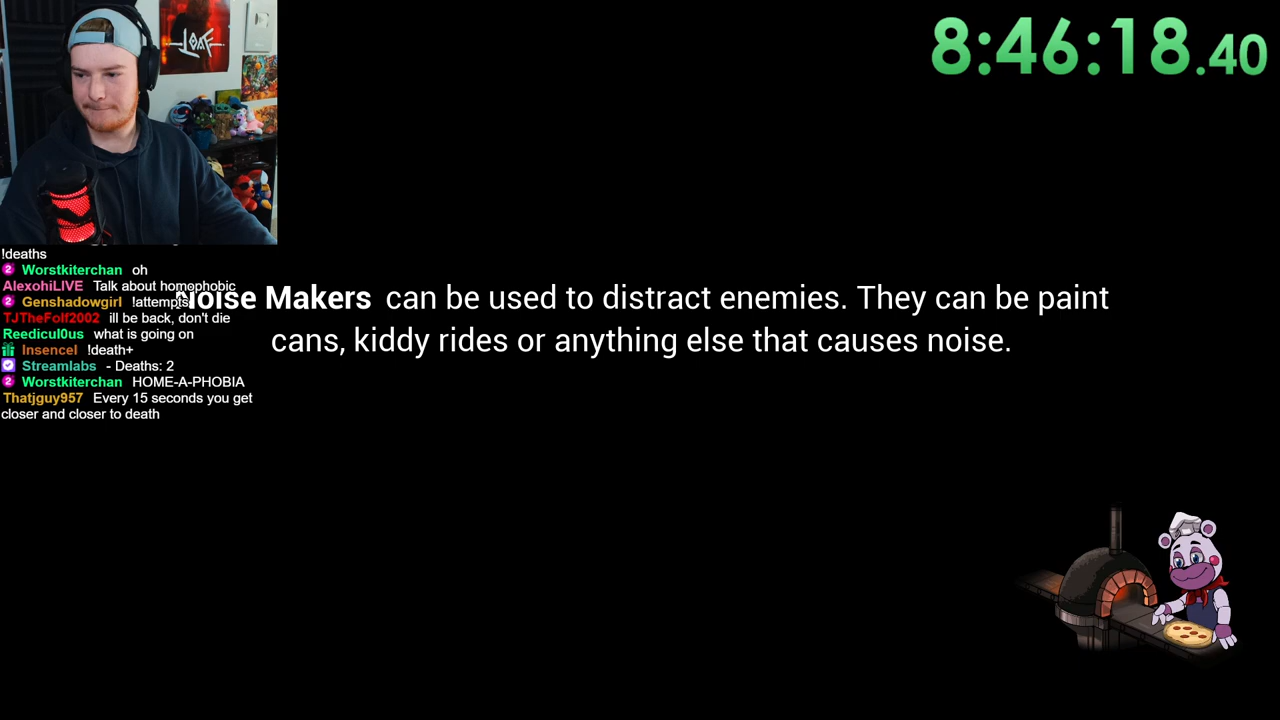 8:46:18.40
LOAF
!deaths
Worstkiterchan oh
AlexohiLIVE Talk about homophobic
Genshadowgirl !attempts
Noise Makers can be used to distract enemies. They can be paint
TJTheFolf2002 ill be back, don't die
Reedicul0us what is going on
cans, kiddy rides or anything else that causes noise.
Insencel !death+
Streamlabs - Deaths: 2
Worstkiterchan HOME-A-PHOBIA
Thatjguy957 Every 15 seconds you get
closer and closer to death